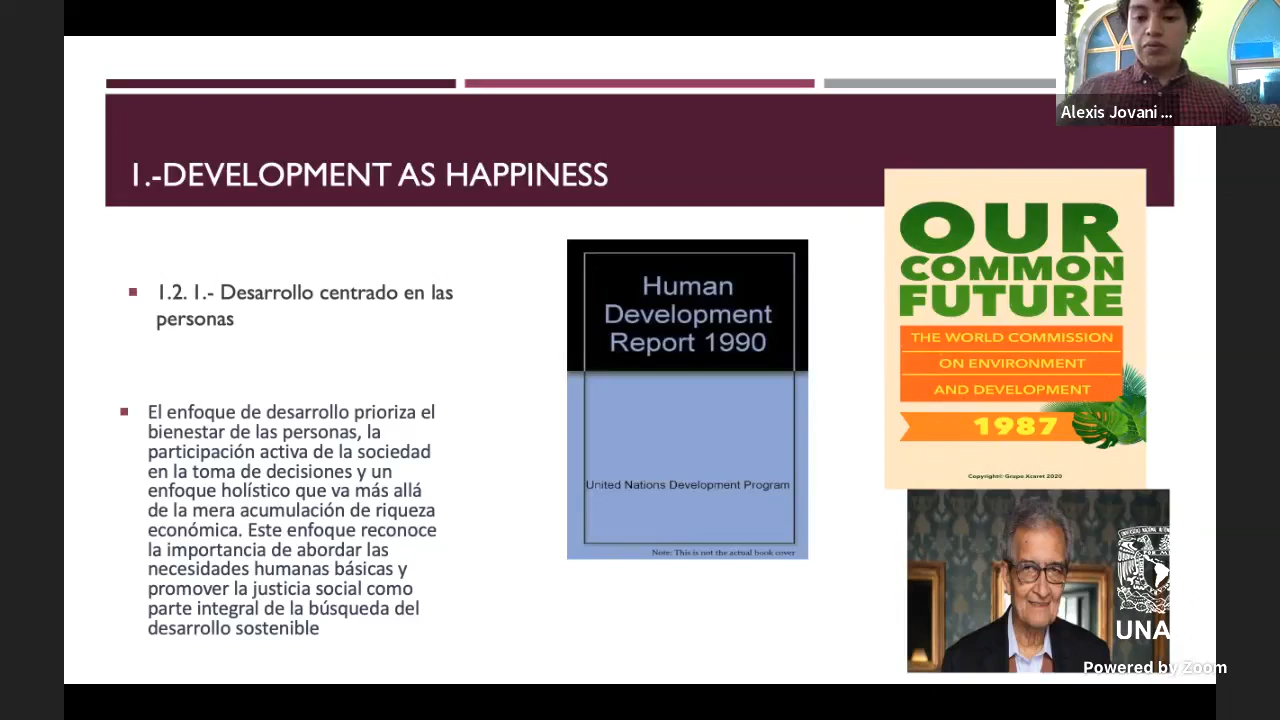 Alexis Jovani ...
1.-DEVELOPMENT AS HAPPINESS
1.2. 1.- Desarrollo centrado en las
personas
El enfoque de desarrollo prioriza el
bienestar de las personas, la
participación activa de la sociedad
en la toma de decisiones y un
enfoque holístico que va más allá
de la mera acumulación de riqueza
económica. Este enfoque reconoce
la importancia de abordar las
necesidades humanas básicas y
promover la justicia social como
parte integral de la búsqueda del
desarrollo sostenible
Human
Development
Report 1990
United Nations Development Program
Note: This is not the actual book cover
OUR
COMMON
FUTURE
THE WORLD COMMISSION
ON ENVIRONMENT
AND DEVELOPMENT
1987
Copyright© Grupo Xcaret 2020
UNA
Powered by Zoom